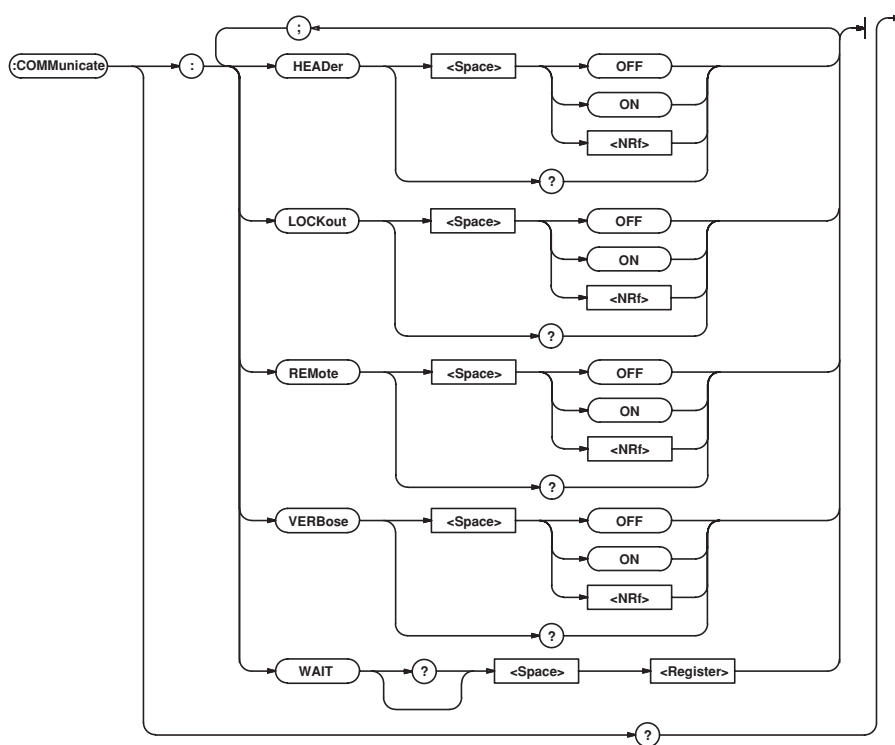 ;
:COMMunicate : HEADer <Space> OFF
ON
<NRf>
?
LOCKout <Space> OFF
ON
<NRf>
?
REMote <Space> OFF
ON
<NRf>
?
VERBose <Space> OFF
ON
<NRf>
?
WAIT ? <Space> <Register>
?